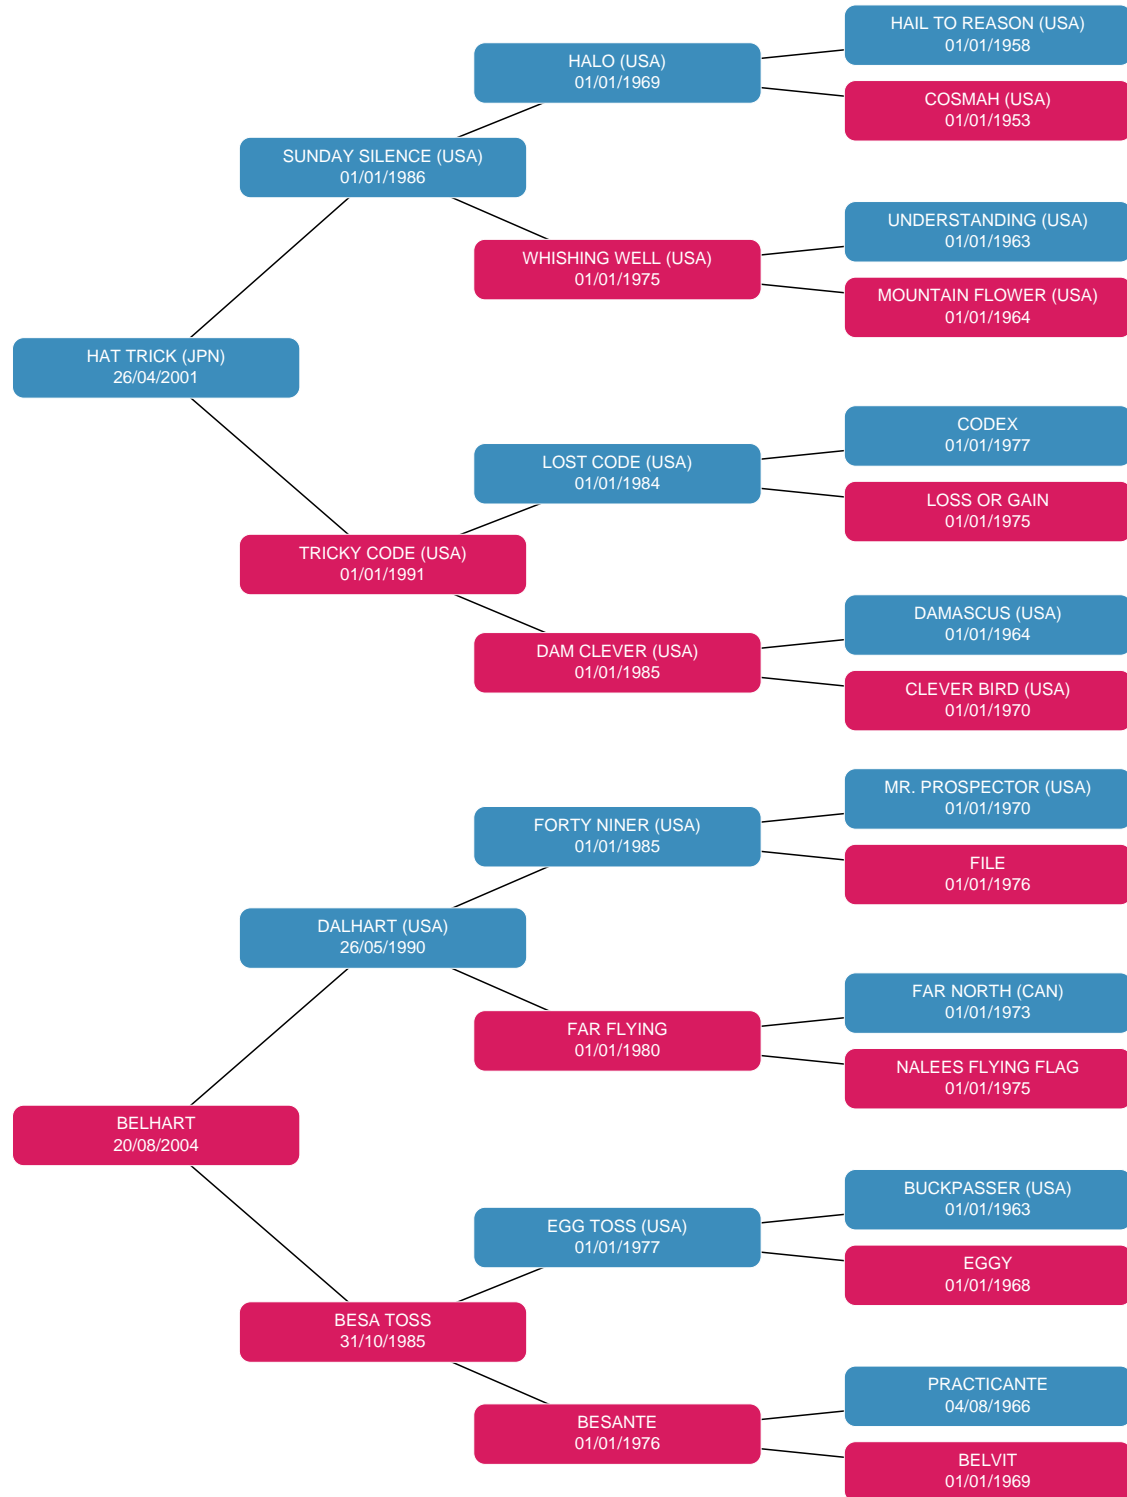 HAIL TO REASON (USA)
01/01/1958
HALO (USA)
01/01/1969
COSMAH (USA)
01/01/1953
SUNDAY SILENCE (USA)
01/01/1986
UNDERSTANDING (USA)
01/01/1963
WHISHING WELL (USA)
01/01/1975
MOUNTAIN FLOWER (USA)
01/01/1964
HAT TRICK (JPN)
26/04/2001
CODEX
01/01/1977
LOST CODE (USA)
01/01/1984
LOSS OR GAIN
01/01/1975
TRICKY CODE (USA)
01/01/1991
DAMASCUS (USA)
01/01/1964
DAM CLEVER (USA)
01/01/1985
CLEVER BIRD (USA)
01/01/1970
MR. PROSPECTOR (USA)
01/01/1970
FORTY NINER (USA)
01/01/1985
FILE
01/01/1976
DALHART (USA)
26/05/1990
FAR NORTH (CAN)
01/01/1973
FAR FLYING
01/01/1980
NALEES FLYING FLAG
01/01/1975
BELHART
20/08/2004
BUCKPASSER (USA)
01/01/1963
EGG TOSS (USA)
01/01/1977
EGGY
01/01/1968
BESA TOSS
31/10/1985
PRACTICANTE
04/08/1966
BESANTE
01/01/1976
BELVIT
01/01/1969